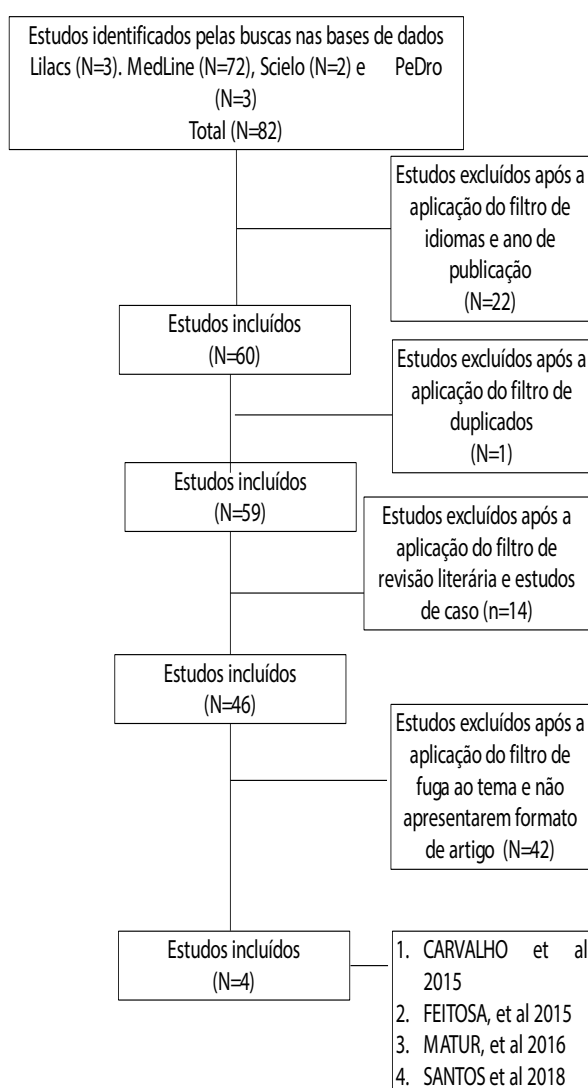 Estudos identificados pelas buscas nas bases de dados
Lilacs (N=3). MedLine (N=72), Scielo (N=2) e PeDro
(N=3)
Total (N=82)
Estudos excluídos após a
aplicação do filtro de
idiomas e ano de
publicação
(N=22)
Estudos incluídos
(N=60)
Estudos excluídos após a
aplicação do filtro de
duplicados
(N=1)
Estudos incluídos
(N=59)
Estudos excluídos após a
aplicação do filtro de
revisão literária e estudos
de caso (n=14)
Estudos incluídos
(N=46)
Estudos excluídos após a
aplicação do filtro de
fuga ao tema e não
apresentarem formato
de artigo (N=42)
Estudos incluídos
(N=4)
1. CARVALHO et al
2015
2. FEITOSA, et al 2015
3. MATUR, et al 2016
4. SANTOS et al 2018